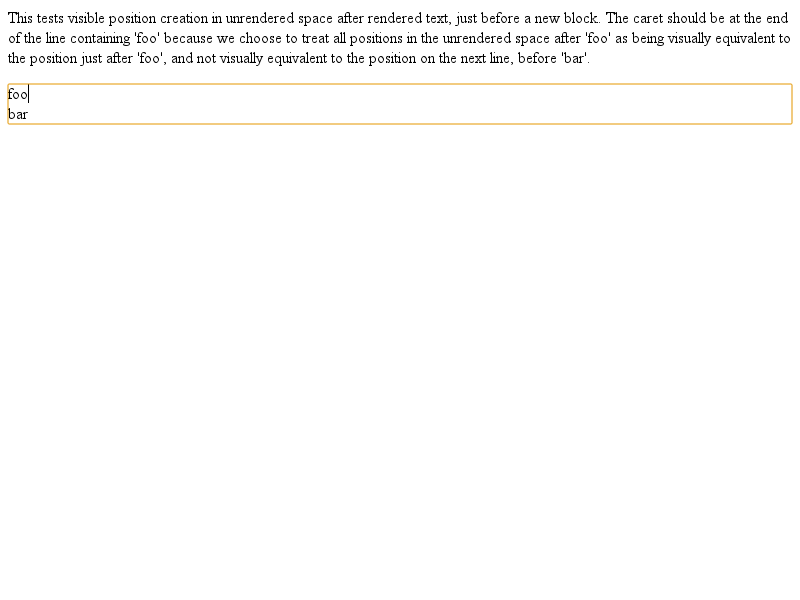 This tests visible position creation in unrendered space after rendered text, just before a new block. The caret should be at the end
of the line containing 'foo' because we choose to treat all positions in the unrendered space after 'foo' as being visually equivalent to
the position just after 'foo', and not visually equivalent to the position on the next line, before 'bar'.
foo
bar